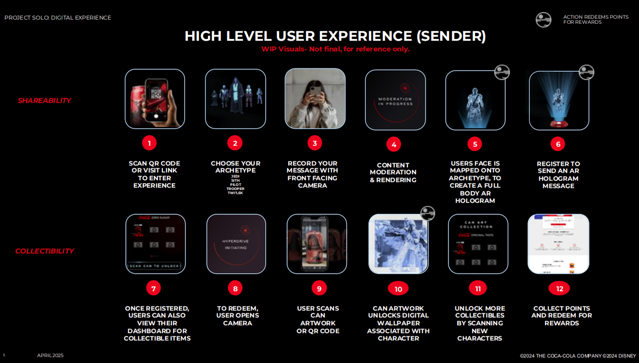 PROJECT SOLO: DIGITAL EXPERIENCE
ACTION REDEEMS POINTS
FOR REWARDS
HIGH LEVEL USER EXPERIENCE (SENDER)
WiP Visuals- Not final, for reference only.
SHAREABILITY
MODERATION
IN PROGRESS
1
2
3
4
5
6
SCAN QR CODE
OR VISIT LINK
TO ENTER
EXPERIENCE
CHOOSE YOUR
ARCHETYPE
JEDI
SITH
PILOT
TROOPER
TWI'LEK
RECORD YOUR
MESSAGE WITH
FRONT FACING
CAMERA
CONTENT
MODERATION
& RENDERING
USERS FACE IS
MAPPED ONTO
ARCHETYPE, TO
CREATE A FULL
BODY AR
HOLOGRAM
REGISTER TO
SEND AN AR
HOLOGRAM
MESSAGE
COLLECTIBILITY
SCAN CAN TO UNLOCK
HYPERDRIVE
INITIATING
CAN ART
COLLECTION
7
8
9
10
11
12
ONCE REGISTERED,
USERS CAN ALSO
VIEW THEIR
DASHBOARD FOR
COLLECTIBLE ITEMS
TO REDEEM,
USER OPENS
CAMERA
USER SCANS
CAN
ARTWORK
OR QR CODE
CAN ARTWORK
UNLOCKS DIGITAL
WALLPAPER
ASSOCIATED WITH
CHARACTER
UNLOCK MORE
COLLECTIBLES
BY SCANNING
NEW
CHARACTERS
COLLECT POINTS
AND REDEEM FOR
REWARDS
APRIL 2025
©2024 THE COCA-COLA COMPANY ©2024 DISNEY